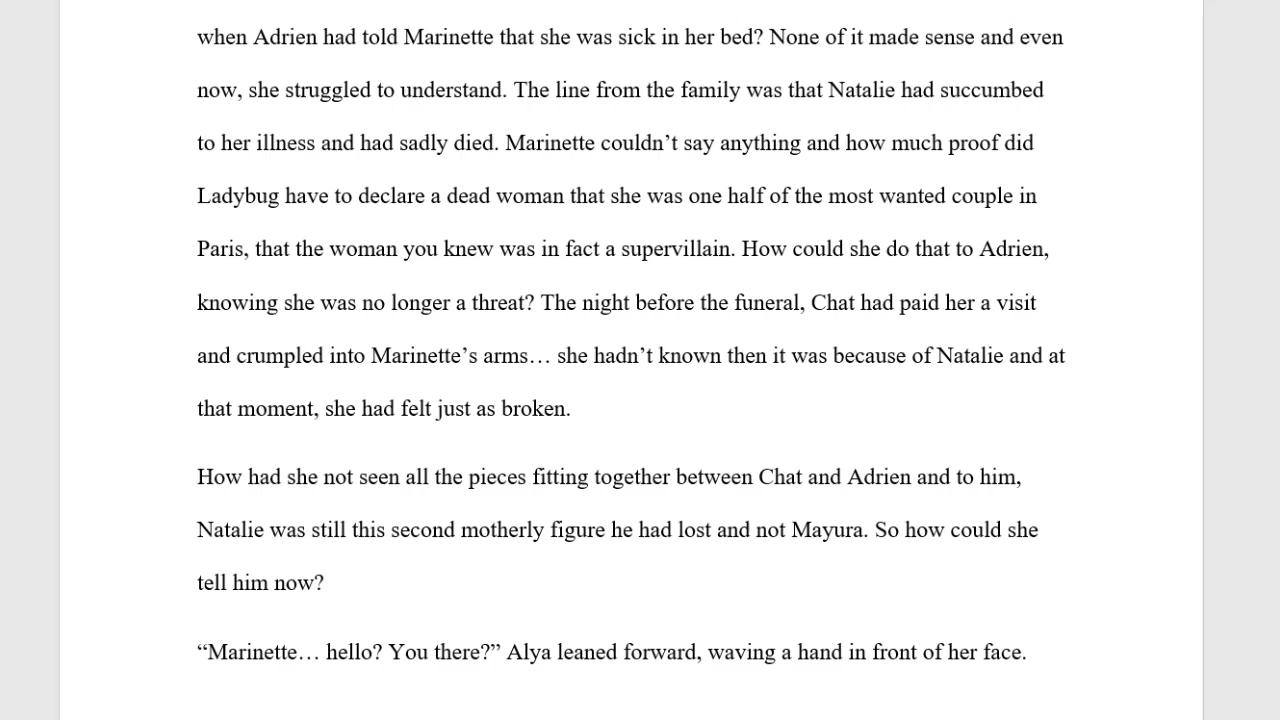 when Adrien had told Marinette that she was sick in her bed? None of it made sense and even
now, she struggled to understand. The line from the family was that Natalie had succumbed
to her illness and had sadly died. Marinette couldn’t say anything and how much proof did
Ladybug have to declare a dead woman that she was one half of the most wanted couple in
Paris, that the woman you knew was in fact a supervillain. How could she do that to Adrien,
knowing she was no longer a threat? The night before the funeral, Chat had paid her a visit
and crumpled into Marinette’s arms… she hadn’t known then it was because of Natalie and at
that moment, she had felt just as broken.
How had she not seen all the pieces fitting together between Chat and Adrien and to him,
Natalie was still this second motherly figure he had lost and not Mayura. So how could she
tell him now?
“Marinette… hello? You there?” Alya leaned forward, waving a hand in front of her face.